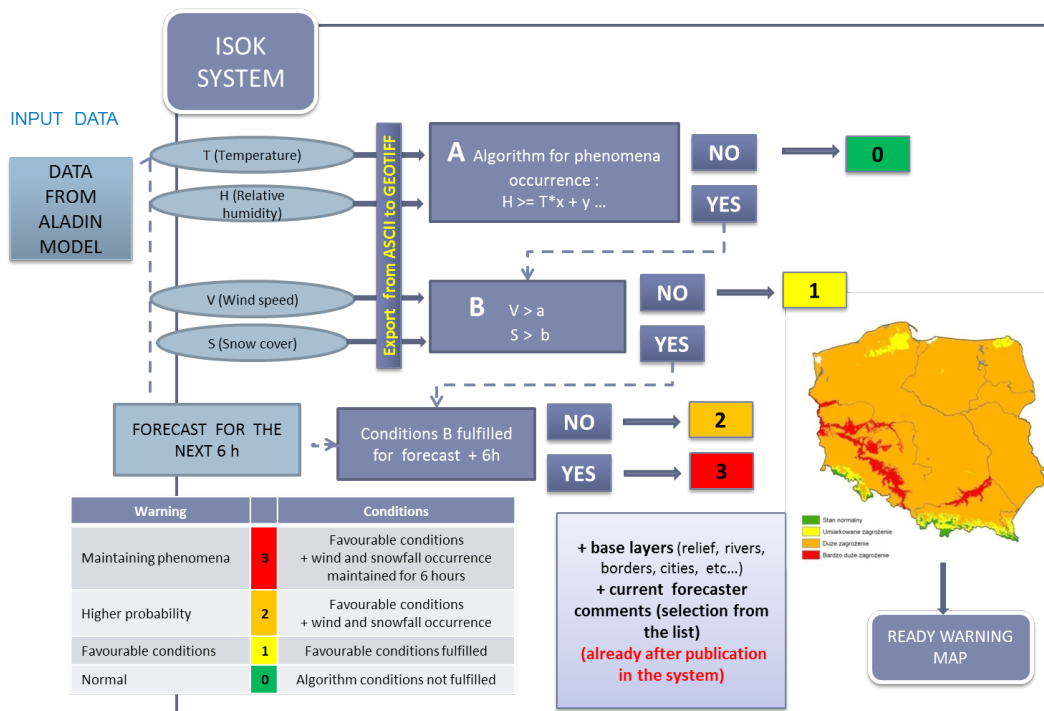 ISOK
SYSTEM
INPUT DATA
DATA
FROM
ALADIN
MODEL
T (Temperature)
H (Relative
humidity)
V (Wind speed)
S (Snow cover)
Export from ASCII to GEOTIFF
A Algorithm for phenomena
occurrence :
H >= T*x + y ...
NO
0
YES
B
V > a
S > b
NO
1
YES
FORECAST FOR THE
NEXT 6 h
Conditions B fulfilled
for forecast + 6h
NO
2
YES
3
Warning Conditions
Maintaining phenomena 3 Favourable conditions
+ wind and snowfall occurrence
maintained for 6 hours
Higher probability 2 Favourable conditions
+ wind and snowfall occurrence
Favourable conditions 1 Favourable conditions fulfilled
Normal 0 Algorithm conditions not fulfilled
+ base layers (relief, rivers,
borders, cities, etc...)
+ current forecaster
comments (selection from
the list)
(already after publication
in the system)
Stan normalny
Umiarkowane zagrożenie
Duże zagrożenie
Bardzo duże zagrożenie
READY WARNING
MAP